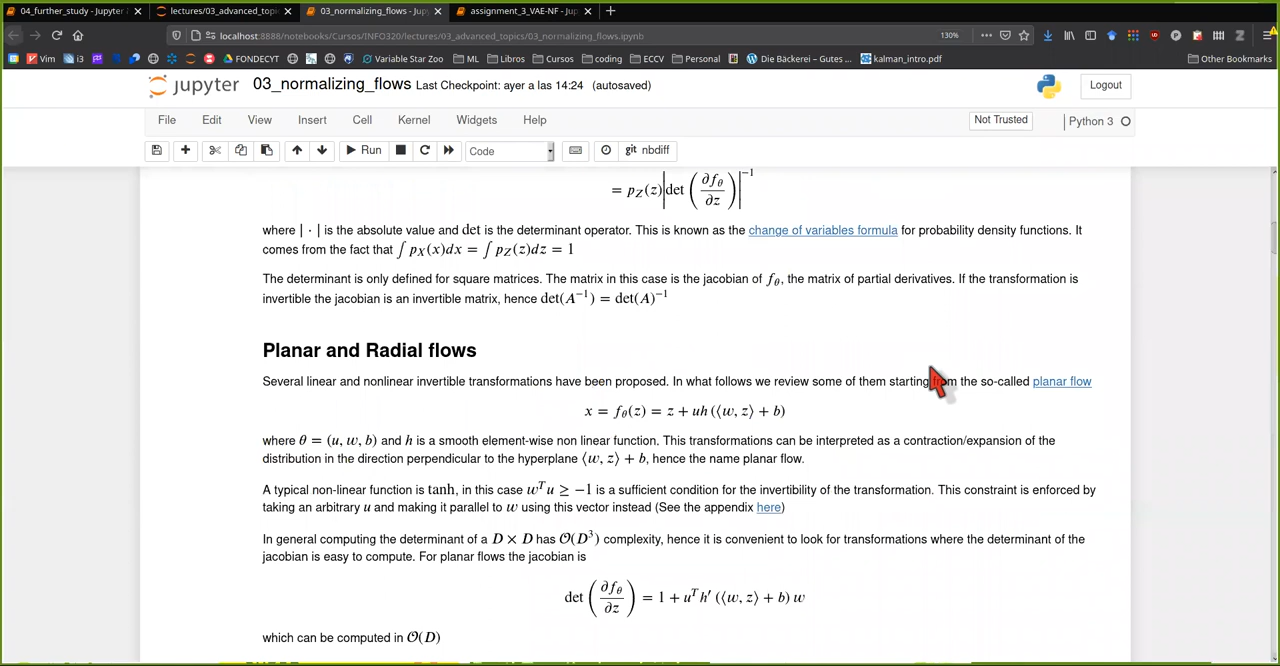 04_further_study - Jupyter
lectures/03_advanced_topi
03_normalizing_flows - Jup
assignment_3_VAE-NF - Jup
localhost:8888/notebooks/Cursos/INFO320/lectures/03_advanced_topics/03_normalizing_flows.ipynb
130%
Vim
i3
FONDECYT
Variable Star Zoo
ML
Libros
Cursos
coding
ECCV
Personal
Die Bäckerei – Gutes …
kalman_intro.pdf
Other Bookmarks
jupyter 03_normalizing_flows Last Checkpoint: ayer a las 14:24 (autosaved)
Logout
File Edit View Insert Cell Kernel Widgets Help
Not Trusted
Python 3
Run
Code
git nbdiff
= p_Z(z)|det (∂f_θ/∂z)|^{-1}
where | · | is the absolute value and det is the determinant operator. This is known as the change of variables formula for probability density functions. It
comes from the fact that ∫ p_X(x)dx = ∫ p_Z(z)dz = 1
The determinant is only defined for square matrices. The matrix in this case is the jacobian of f_θ, the matrix of partial derivatives. If the transformation is
invertible the jacobian is an invertible matrix, hence det(A^{-1}) = det(A)^{-1}
Planar and Radial flows
Several linear and nonlinear invertible transformations have been proposed. In what follows we review some of them starting from the so-called planar flow
x = f_θ(z) = z + uh (⟨w, z⟩ + b)
where θ = (u, w, b) and h is a smooth element-wise non linear function. This transformations can be interpreted as a contraction/expansion of the
distribution in the direction perpendicular to the hyperplane ⟨w, z⟩ + b, hence the name planar flow.
A typical non-linear function is tanh, in this case w^T u ≥ −1 is a sufficient condition for the invertibility of the transformation. This constraint is enforced by
taking an arbitrary u and making it parallel to w using this vector instead (See the appendix here)
In general computing the determinant of a D × D has 𝒪(D^3) complexity, hence it is convenient to look for transformations where the determinant of the
jacobian is easy to compute. For planar flows the jacobian is
det (∂f_θ/∂z) = 1 + u^T h′ (⟨w, z⟩ + b) w
which can be computed in 𝒪(D)